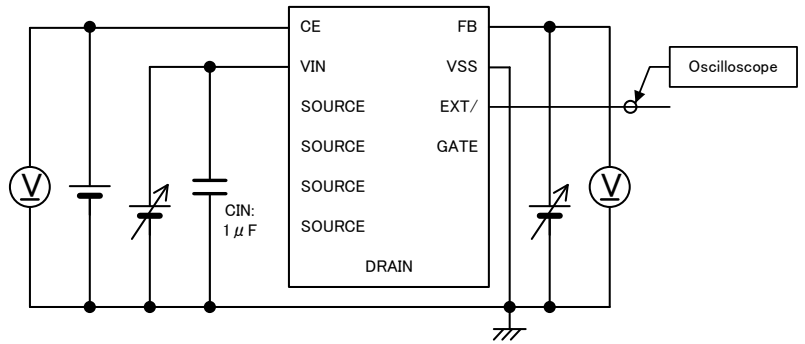 CE
FB
VIN
VSS
Oscilloscope
SOURCE
EXT/
SOURCE
GATE
V
SOURCE
V
CIN:
1μF
SOURCE
DRAIN